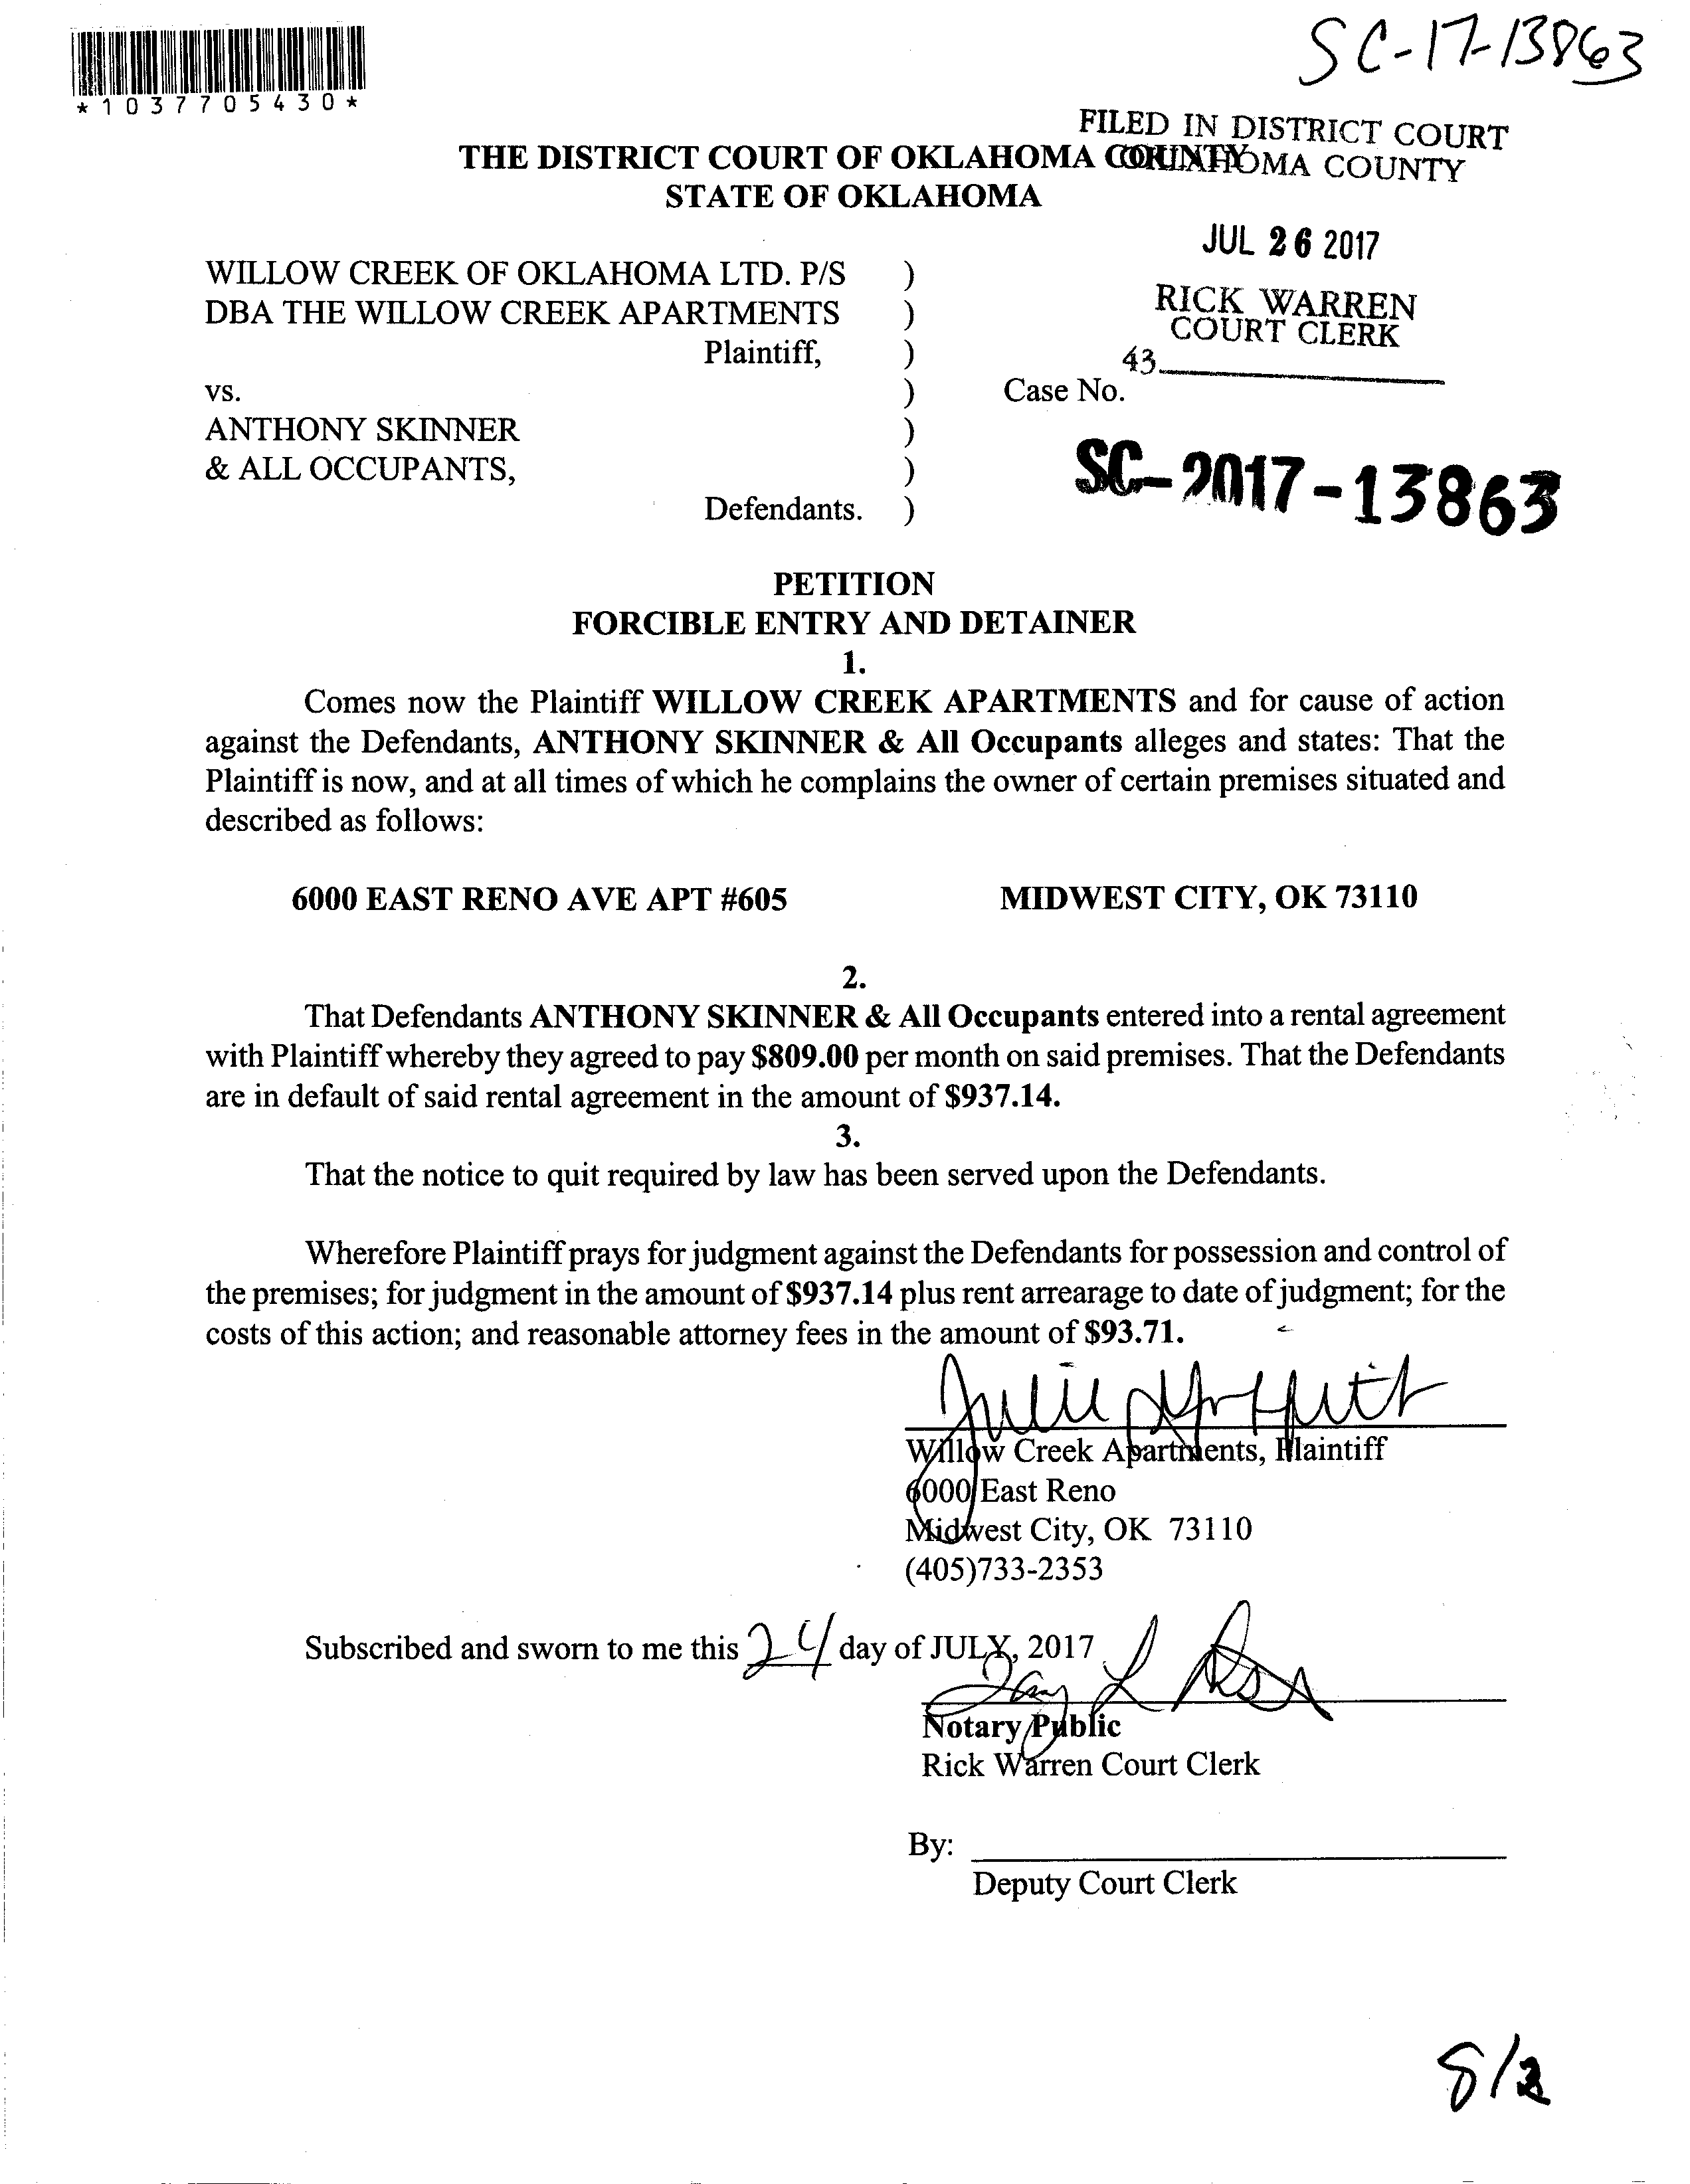 SC-17-13863
*1037705430*
FILED IN DISTRICT COURT
THE DISTRICT COURT OF OKLAHOMA COUNTY
OKLAHOMA COUNTY
STATE OF OKLAHOMA
JUL 26 2017
WILLOW CREEK OF OKLAHOMA LTD. P/S )
DBA THE WILLOW CREEK APARTMENTS )
RICK WARREN
COURT CLERK
Plaintiff, )
43
vs. ) Case No.
ANTHONY SKINNER )
& ALL OCCUPANTS, )
SC-2017-13863
Defendants. )
PETITION
FORCIBLE ENTRY AND DETAINER
1.
Comes now the Plaintiff WILLOW CREEK APARTMENTS and for cause of action
against the Defendants, ANTHONY SKINNER & All Occupants alleges and states: That the
Plaintiff is now, and at all times of which he complains the owner of certain premises situated and
described as follows:
6000 EAST RENO AVE APT #605 MIDWEST CITY, OK 73110
2.
That Defendants ANTHONY SKINNER & All Occupants entered into a rental agreement
with Plaintiff whereby they agreed to pay $809.00 per month on said premises. That the Defendants
are in default of said rental agreement in the amount of $937.14.
3.
That the notice to quit required by law has been served upon the Defendants.
Wherefore Plaintiff prays for judgment against the Defendants for possession and control of
the premises; for judgment in the amount of $937.14 plus rent arrearage to date of judgment; for the
costs of this action; and reasonable attorney fees in the amount of $93.71.
Julie
Willow Creek Apartments, Plaintiff
6000 East Reno
Midwest City, OK 73110
(405)733-2353
Subscribed and sworn to me this 24 day of JULY, 2017
Notary Public
Rick Warren Court Clerk
By:
Deputy Court Clerk